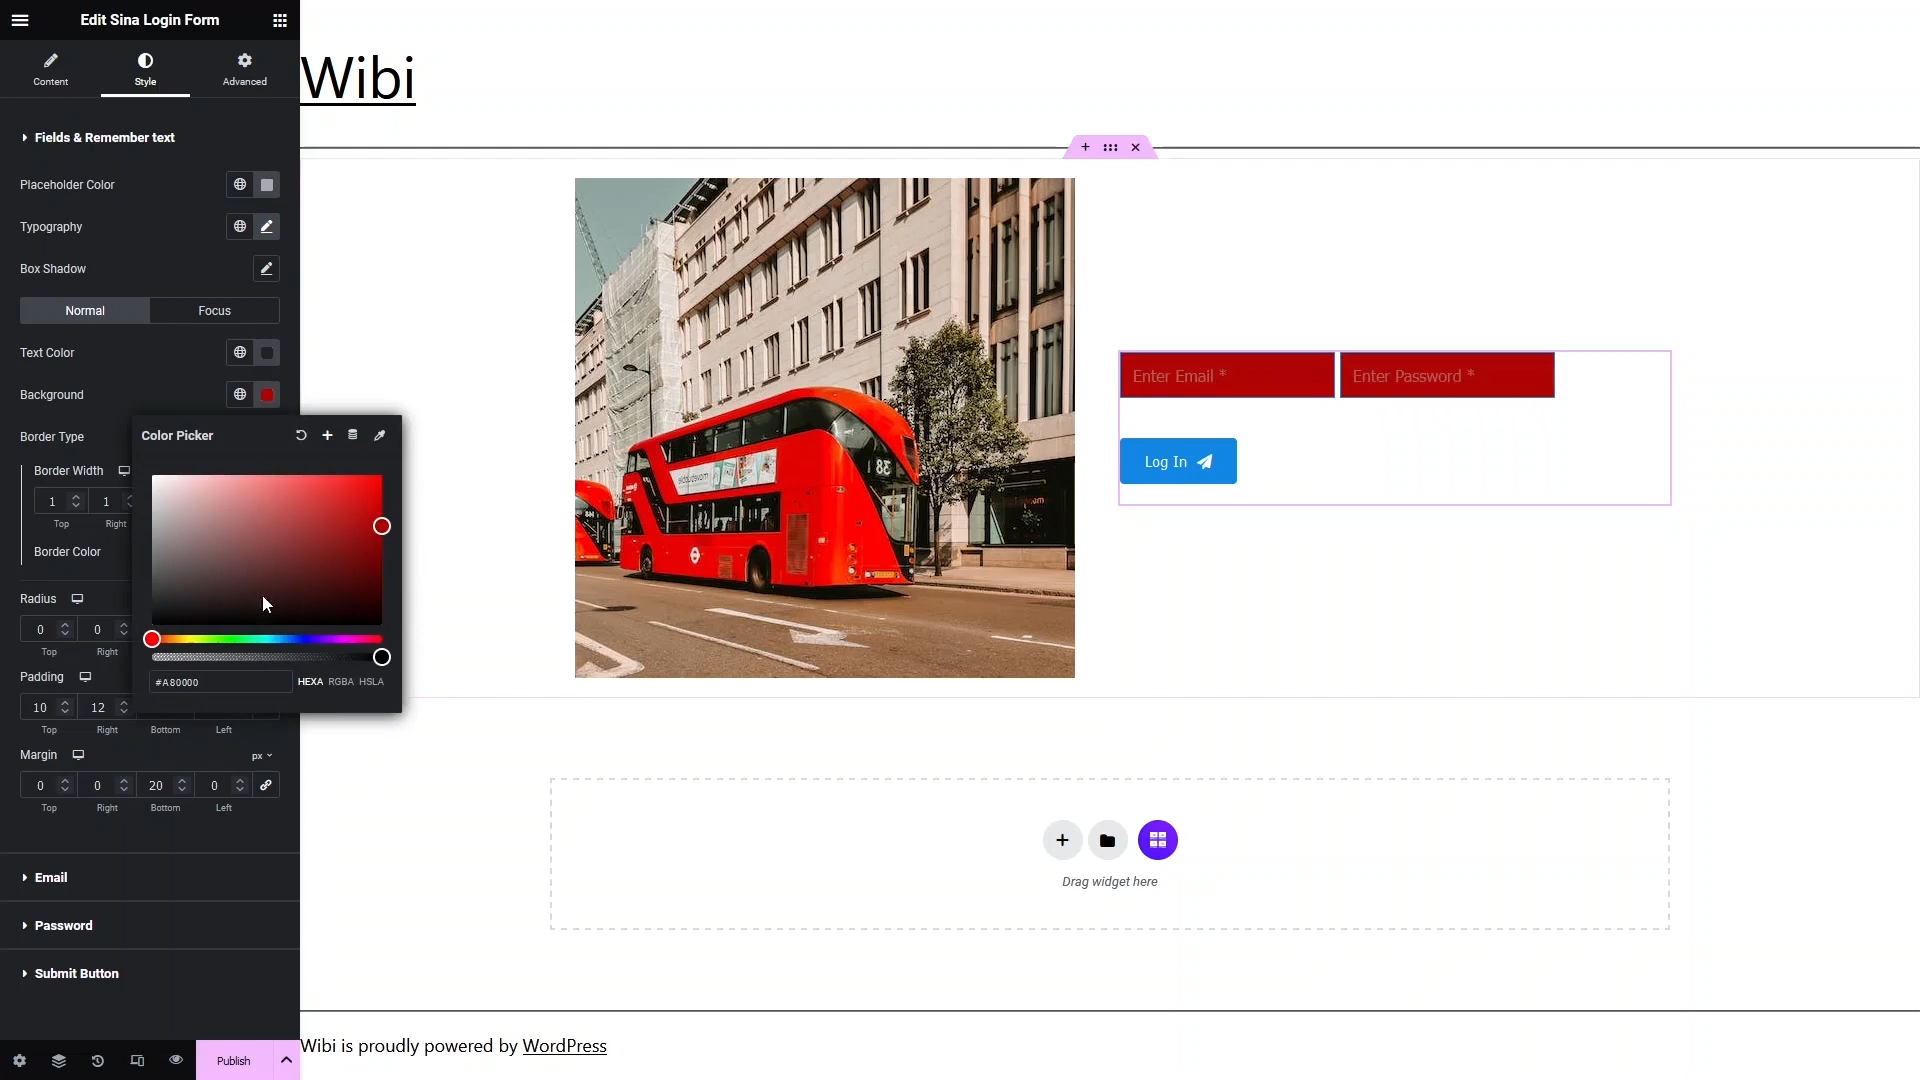 Edit Sina Login Form
Content
Style
Advanced
Fields & Remember text
Placeholder Color
Typography
Box Shadow
Normal
Focus
Text Color
Background
Border Type
Border Width
1
1
Top
Right
Border Color
Radius
0
0
Top
Right
Padding
10
12
Top
Right
Bottom
Left
Margin
px
0
0
20
0
Top
Right
Bottom
Left
Email
Password
Submit Button
Publish
Color Picker
#A80000
HEXA
RGBA
HSLA
Wibi
38
Enter Email *
Enter Password *
Log In
Drag widget here
Wibi is proudly powered by WordPress